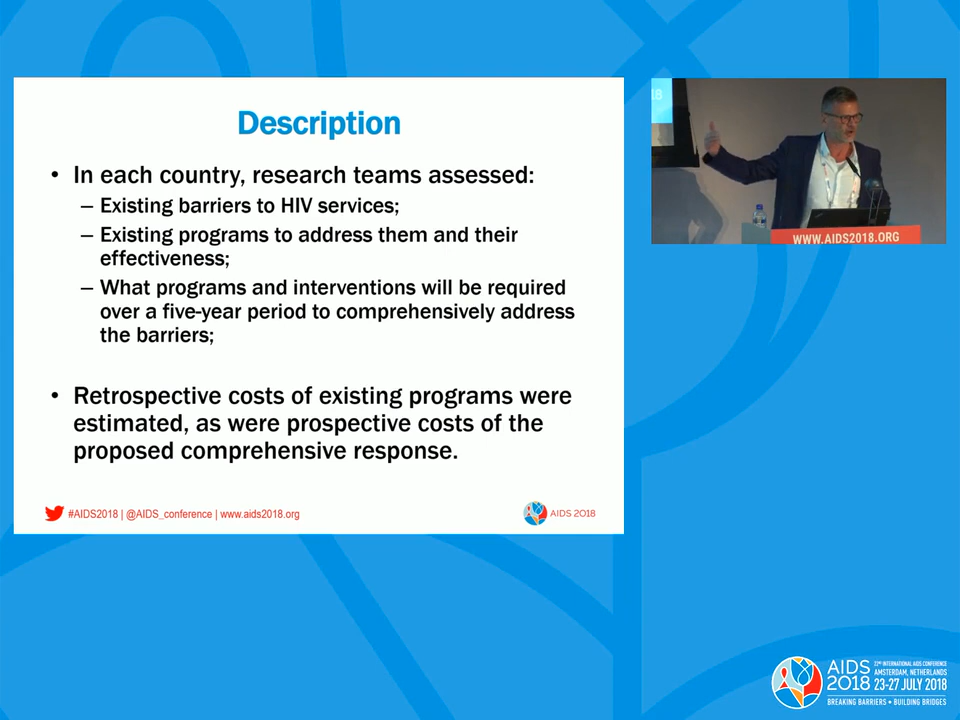 Description
• In each country, research teams assessed:
– Existing barriers to HIV services;
– Existing programs to address them and their
effectiveness;
– What programs and interventions will be required
over a five-year period to comprehensively address
the barriers;
• Retrospective costs of existing programs were
estimated, as were prospective costs of the
proposed comprehensive response.
#AIDS2018 | @AIDS_conference | www.aids2018.org
AIDS 2018
18
WWW.AIDS2018.ORG
AIDS
2018
22ND INTERNATIONAL AIDS CONFERENCE
AMSTERDAM, NETHERLANDS
23-27 JULY 2018
BREAKING BARRIERS • BUILDING BRIDGES